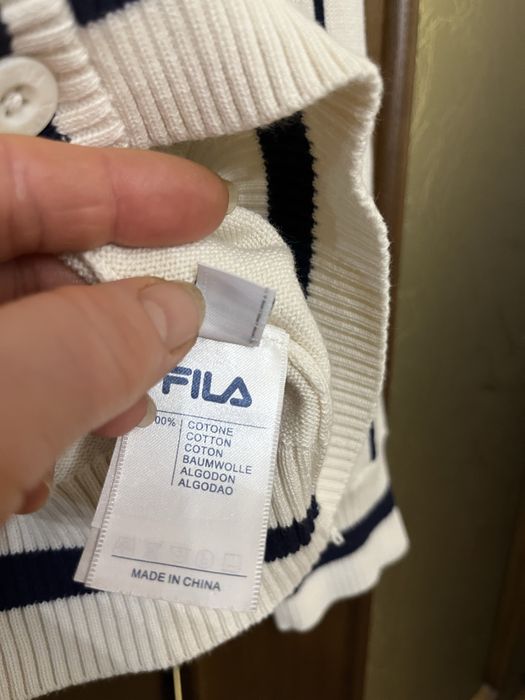 FILA
00% COTONE
COTTON
COTON
BAUMWOLLE
ALGODON
ALGODAO
MADE IN CHINA